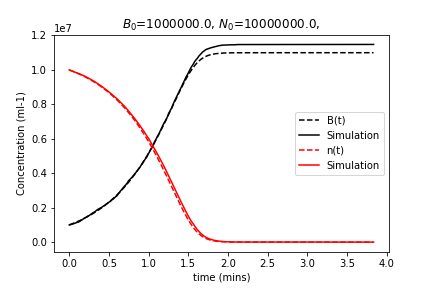 B₀=1000000.0, N₀=10000000.0,
1e7
1.2
1.0
0.8
0.6
0.4
0.2
0.0
Concentration (ml-1)
B(t)
Simulation
n(t)
Simulation
0.0 0.5 1.0 1.5 2.0 2.5 3.0 3.5 4.0
time (mins)